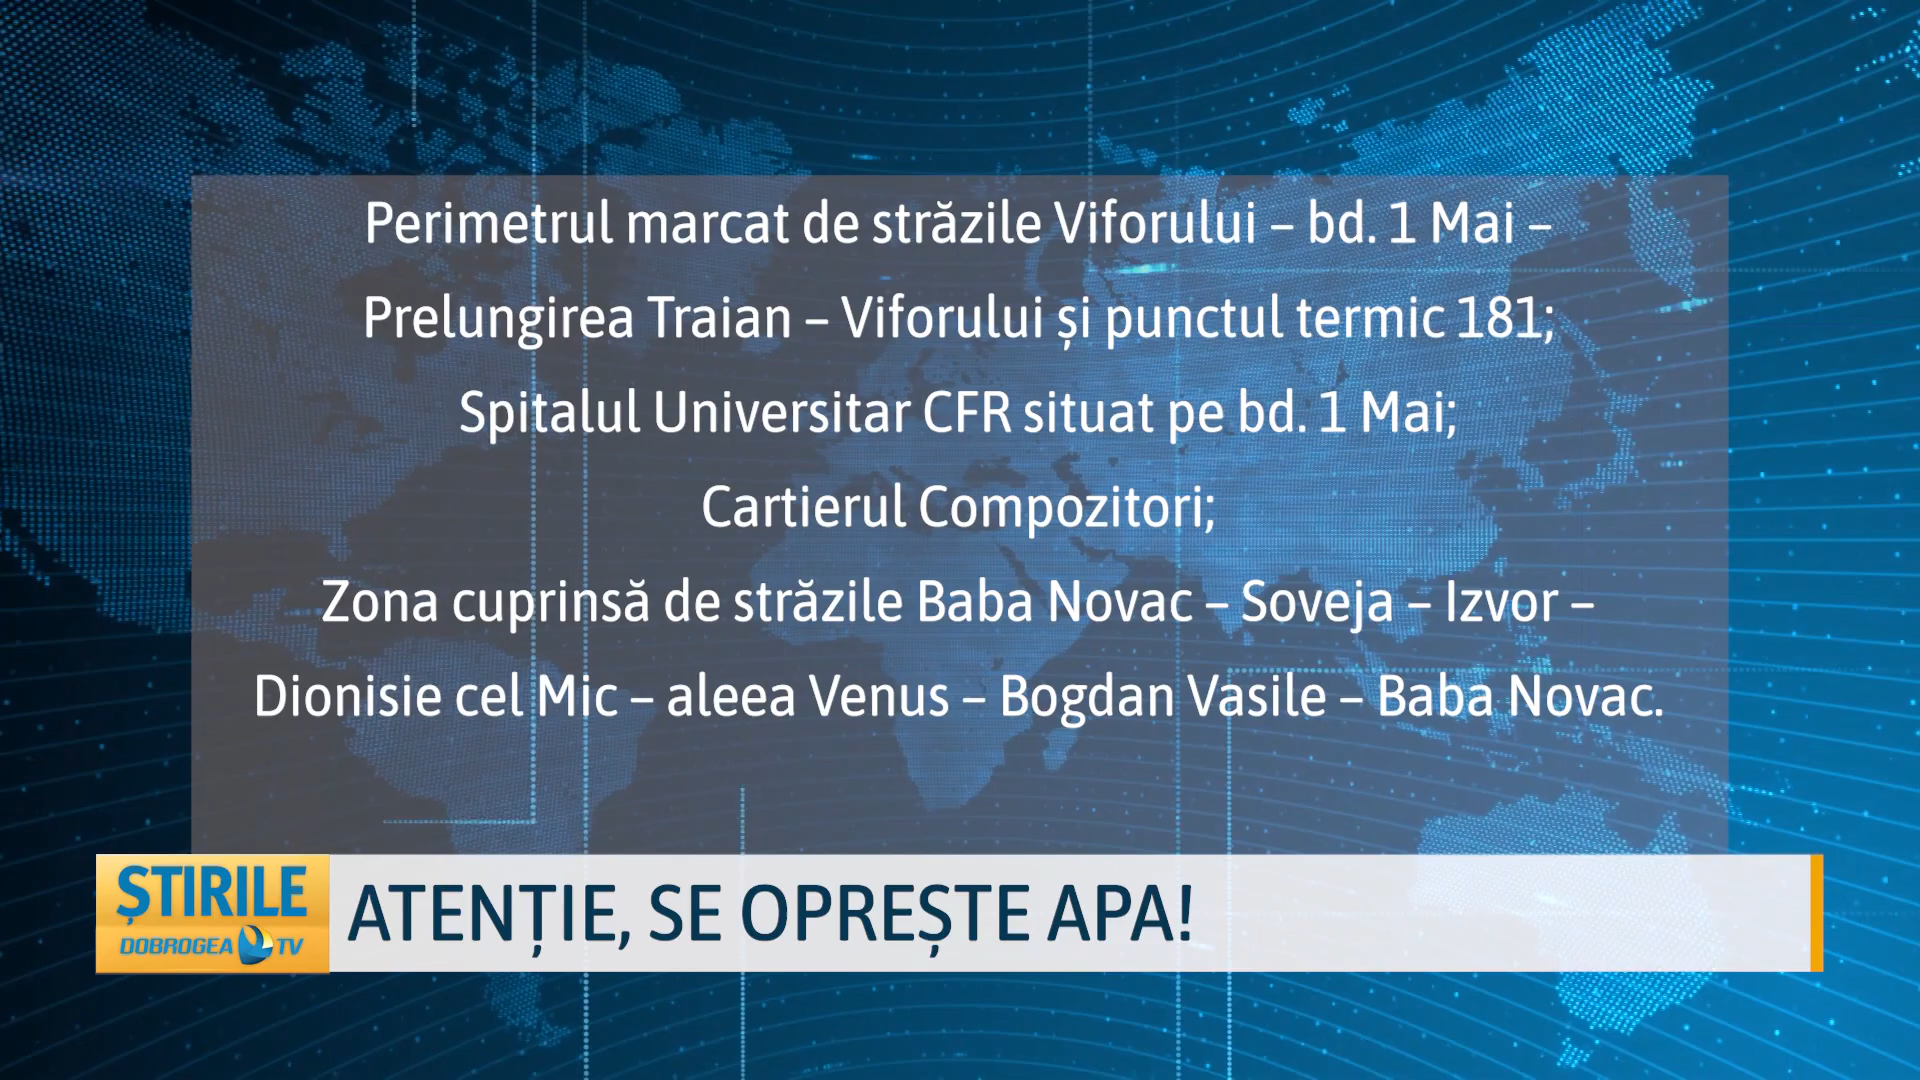 Perimetrul marcat de străzile Viforului – bd. 1 Mai –
Prelungirea Traian – Viforului și punctul termic 181;
Spitalul Universitar CFR situat pe bd. 1 Mai;
Cartierul Compozitori;
Zona cuprinsă de străzile Baba Novac – Soveja – Izvor –
Dionisie cel Mic – aleea Venus – Bogdan Vasile – Baba Novac.
ȘTIRILE
DOBROGEA TV
ATENȚIE, SE OPREȘTE APA!